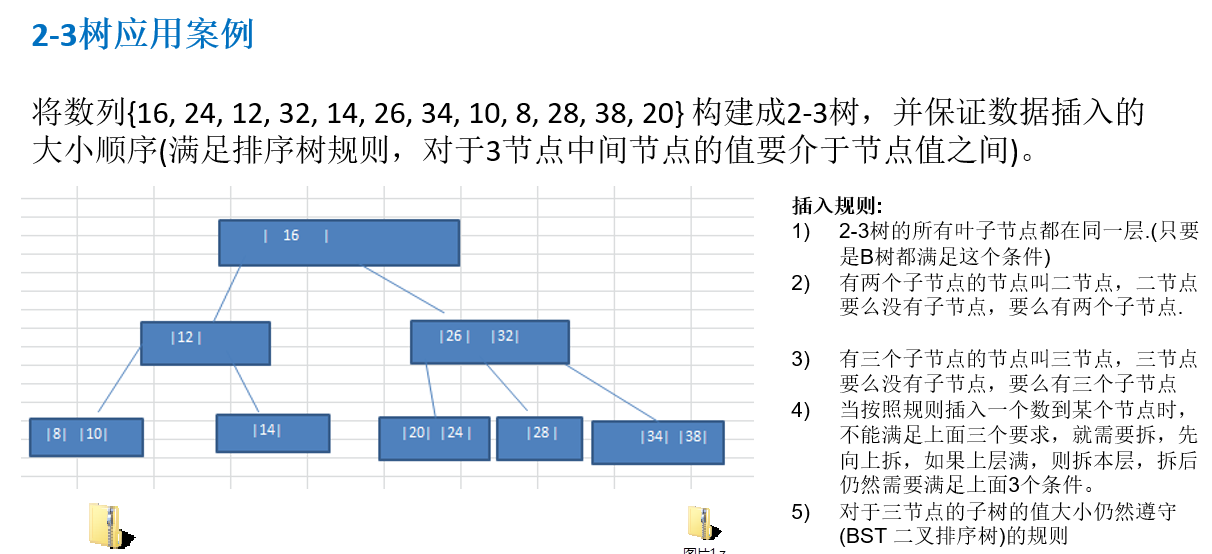 2-3树应用案例
将数列{16, 24, 12, 32, 14, 26, 34, 10, 8, 28, 38, 20} 构建成2-3树，并保证数据插入的
大小顺序(满足排序树规则，对于3节点中间节点的值要介于节点值之间)。
| 16 |
|12 |
|26 | |32|
|8| |10|
|14|
|20| |24 |
|28 |
|34| |38|
插入规则:
1) 2-3树的所有叶子节点都在同一层.(只要
是B树都满足这个条件)
2) 有两个子节点的节点叫二节点，二节点
要么没有子节点，要么有两个子节点.
3) 有三个子节点的节点叫三节点，三节点
要么没有子节点，要么有三个子节点
4) 当按照规则插入一个数到某个节点时，
不能满足上面三个要求，就需要拆，先
向上拆，如果上层满，则拆本层，拆后
仍然需要满足上面3个条件。
5) 对于三节点的子树的值大小仍然遵守
(BST 二叉排序树)的规则